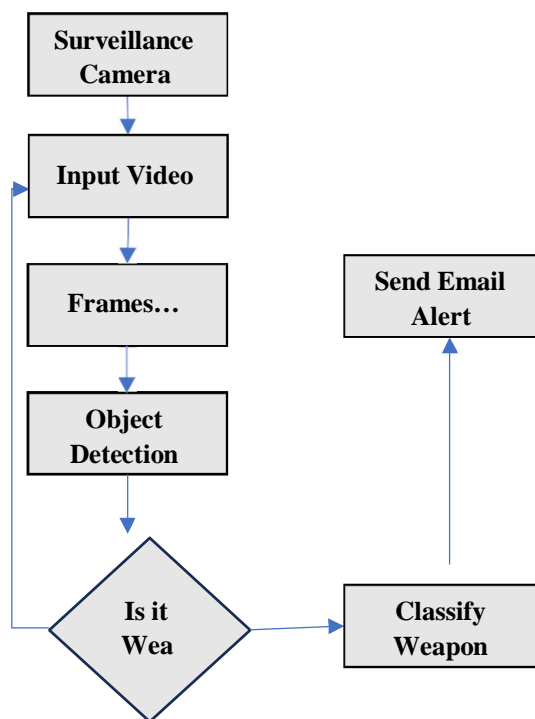 Surveillance
Camera
Input Video
Frames…
Send Email
Alert
Object
Detection
Is it
Wea
Classify
Weapon